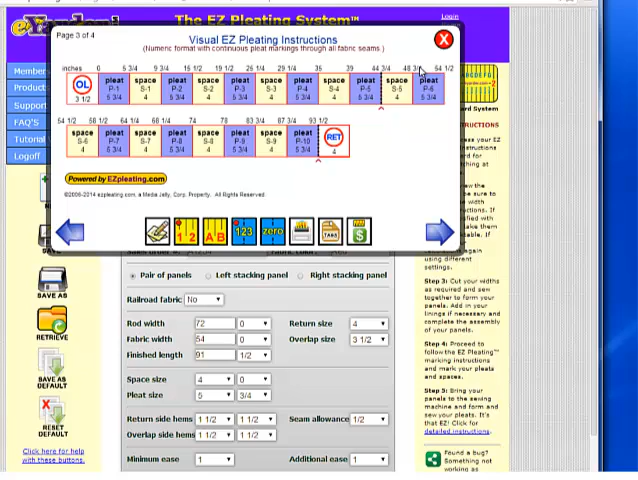 The EZ Pleating System™
Login
Page 3 of 4
Visual EZ Pleating Instructions
(Numeric format with continuous pleat markings through all fabric seams )
X
inches 0 5 3/4 9 3/4 15 1/2 19 1/2 25 1/4 29 1/4 35 39 44 3/4 48 3/4 54 1/2
OL pleat space pleat space pleat space pleat space pleat space pleat
P-1 S-1 P-2 S-2 P-3 S-3 P-4 S-4 P-5 S-5 P-6
3 1/2 5 3/4 4 5 3/4 4 5 3/4 4 5 3/4 4 5 3/4 4 5 3/4
54 1/2 58 1/2 64 1/4 68 1/4 74 78 83 3/4 87 3/4 93 1/2
space pleat space pleat space pleat space pleat RET
S-6 P-7 S-7 P-8 S-8 P-9 S-9 P-10
4 5 3/4 4 5 3/4 4 5 3/4 4 5 3/4 4
Powered by EZpleating.com
©2006-2014 ezpleating.com, a Media Jelly, Corp. Property. All Rights Reserved.
1 2 A B 123 zero TABS $
Member
Product
Support
FAQ'S
Tutorial
Logoff
Pair of panels Left stacking panel Right stacking panel
Railroad fabric: No
Rod width 72 0 Return size 4
Fabric width 54 0 Overlap size 3 1/2
Finished length 91 1/2
Space size 4 0
Pleat size 5 3/4
Return side hems 1 1/2 1 1/2 Seam allowance 1/2
Overlap side hems 1 1/2 1 1/2
Minimum ease 1 Additional ease 1
SAVE AS
RETRIEVE
SAVE AS
DEFAULT
RESET
DEFAULT
Click here for help
with these buttons.
again using
different
settings.
Step 3: Cut your widths
as required and sew
together to form your
panels. Add in your
linings if necessary and
complete the assembly
of your panels.
Step 4: Proceed to
follow the EZ Pleating™
marking instructions
and mark your pleats
and spaces.
Step 5: Bring your
panels to the sewing
machine and form and
sew your pleats. It's
that EZ! Click for
detailed instructions.
Found a bug?
Something not
working as